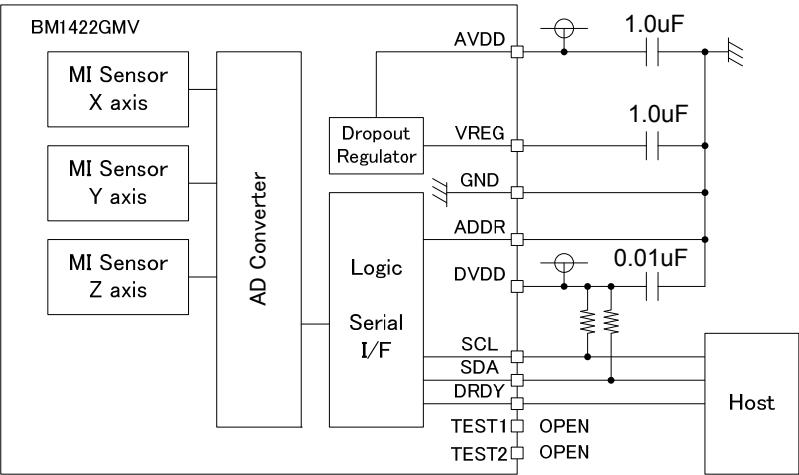 BM1422GMV
MI Sensor
X axis
MI Sensor
Y axis
MI Sensor
Z axis
AD Converter
Dropout
Regulator
Logic
Serial
I/F
AVDD
1.0uF
VREG
1.0uF
GND
ADDR
DVDD
0.01uF
SCL
SDA
DRDY
TEST1 OPEN
TEST2 OPEN
Host